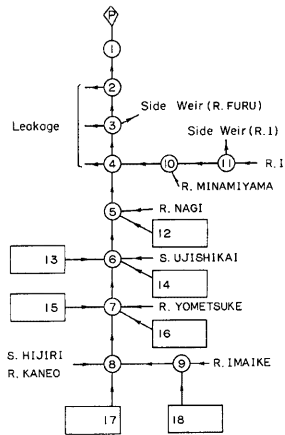 P
1
2
Side Weir (R. FURU)
3
Leakage
Side Weir (R. I)
4
10
11
R. I
R. MINAMIYAMA
5
R. NAGI
12
13
6
S. UJISHIKAI
14
15
7
R. YOMETSUKE
16
S. HIJIRI
R. KANEO
8
9
R. IMAIKE
17
18